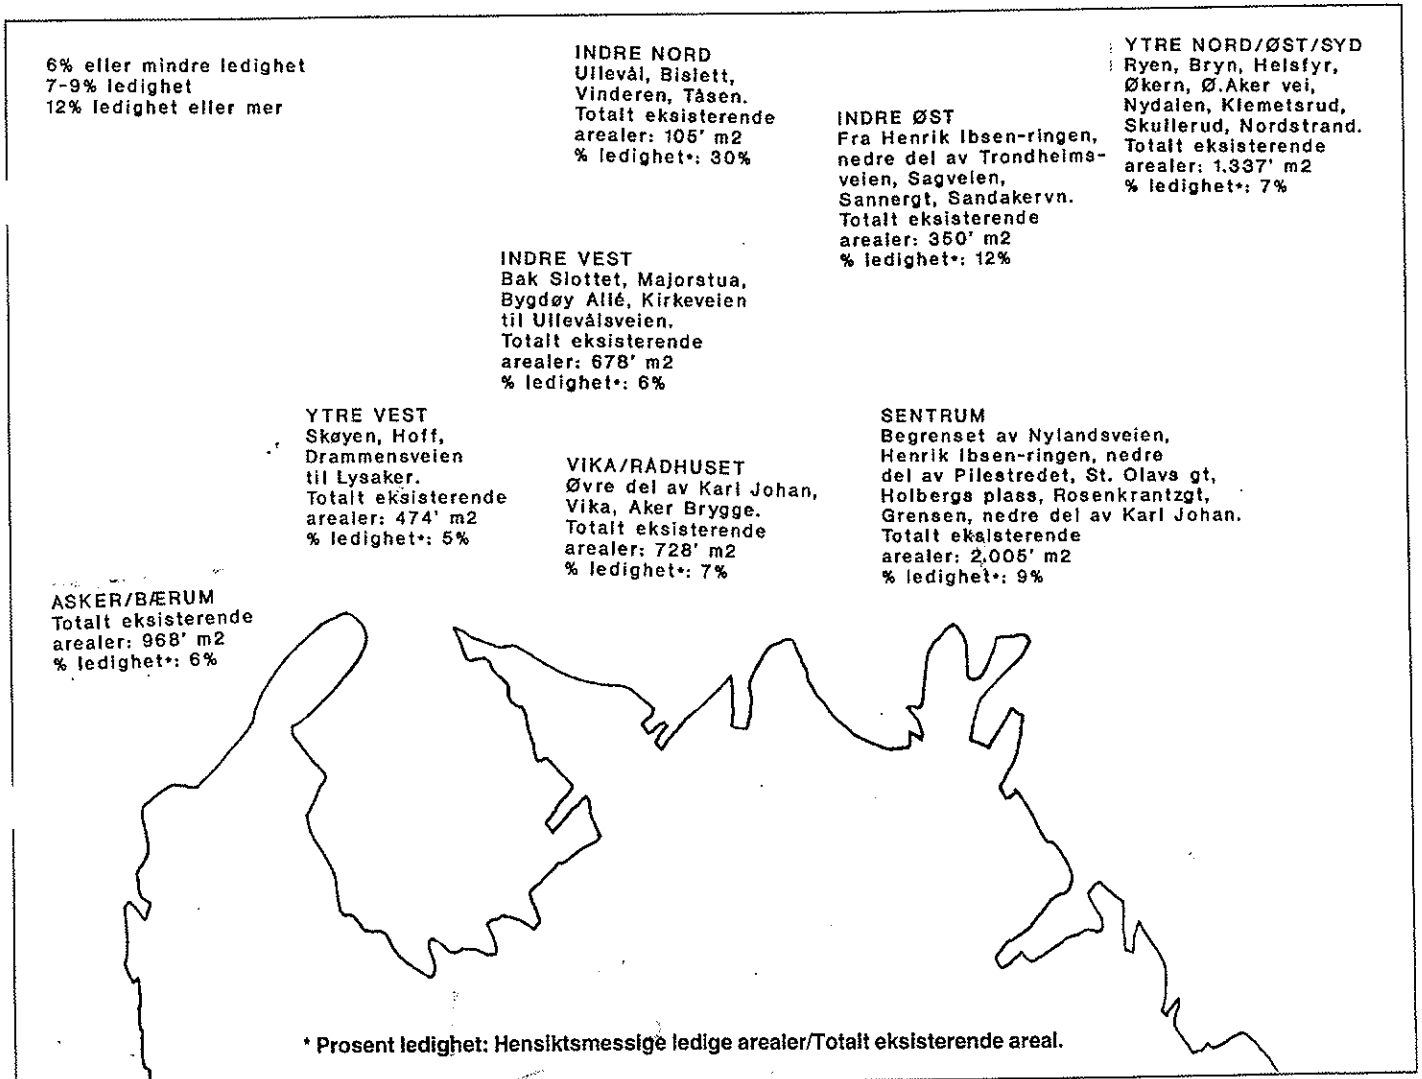 6% eller mindre ledighet
7-9% ledighet
12% ledighet eller mer
INDRE NORD
Ullevål, Bislett,
Vinderen, Tåsen.
Totalt eksisterende
arealer: 105' m2
% ledighet*: 30%
YTRE NORD/ØST/SYD
Ryen, Bryn, Helsfyr,
Økern, Ø.Aker vei,
Nydalen, Klemetsrud,
Skullerud, Nordstrand.
Totalt eksisterende
arealer: 1.337' m2
% ledighet*: 7%
INDRE ØST
Fra Henrik Ibsen-ringen,
nedre del av Trondheims-
veien, Sagveien,
Sannergt, Sandakervn.
Totalt eksisterende
arealer: 350' m2
% ledighet*: 12%
INDRE VEST
Bak Slottet, Majorstua,
Bygdøy Allé, Kirkeveien
til Ullevålsveien.
Totalt eksisterende
arealer: 678' m2
% ledighet*: 6%
YTRE VEST
Skøyen, Hoff,
Drammensveien
til Lysaker.
Totalt eksisterende
arealer: 474' m2
% ledighet*: 5%
VIKA/RÅDHUSET
Øvre del av Karl Johan,
Vika, Aker Brygge.
Totalt eksisterende
arealer: 728' m2
% ledighet*: 7%
SENTRUM
Begrenset av Nylandsveien,
Henrik Ibsen-ringen, nedre
del av Pilestredet, St. Olavs gt,
Holbergs plass, Rosenkrantzgt,
Grensen, nedre del av Karl Johan.
Totalt eksisterende
arealer: 2.005' m2
% ledighet*: 9%
ASKER/BÆRUM
Totalt eksisterende
arealer: 968' m2
% ledighet*: 6%
* Prosent ledighet: Hensiktsmessige ledige arealer/Totalt eksisterende areal.